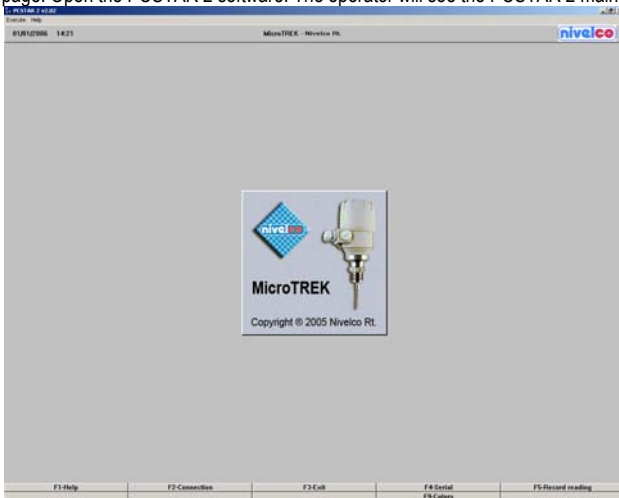 page. Open the PCSTAR 2 software. The operator will see the PCSTAR 2 main
PCSTAR 2 v2.02
Execute Help
01/01/2006 14:21 MicroTREK - Nivelco Rt. nivelco
nivelco
MicroTREK
Copyright ® 2005 Nivelco Rt.
F1-Help F2-Connection F3-Exit F4-Serial F5-Record reading
F9-Colors